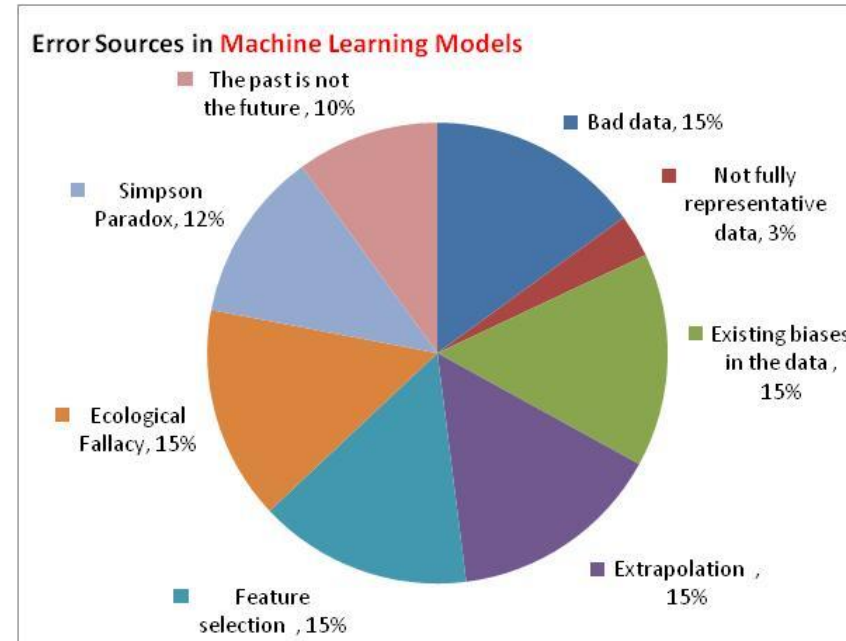 Error Sources in Machine Learning Models
The past is not
the future , 10%
Bad data, 15%
Not fully
representative
data, 3%
Simpson
Paradox, 12%
Existing biases
in the data ,
15%
Ecological
Fallacy, 15%
Extrapolation ,
15%
Feature
selection , 15%